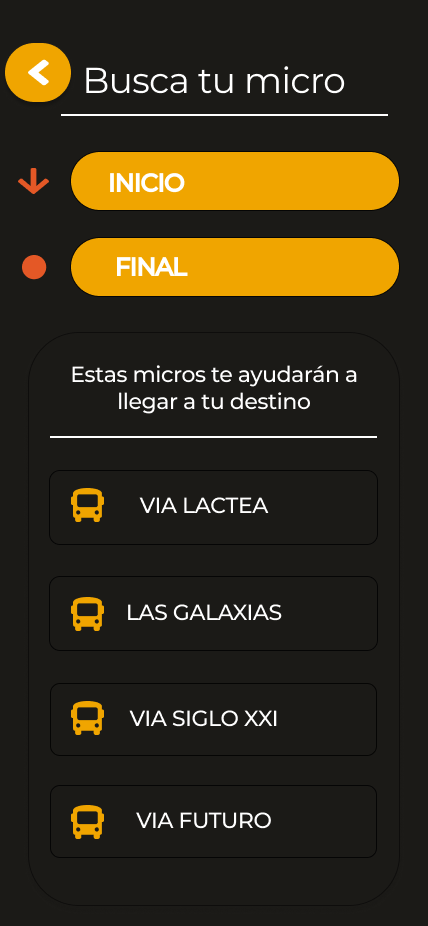 Busca tu micro
INICIO
FINAL
Estas micros te ayudarán a
llegar a tu destino
VIA LACTEA
LAS GALAXIAS
VIA SIGLO XXI
VIA FUTURO